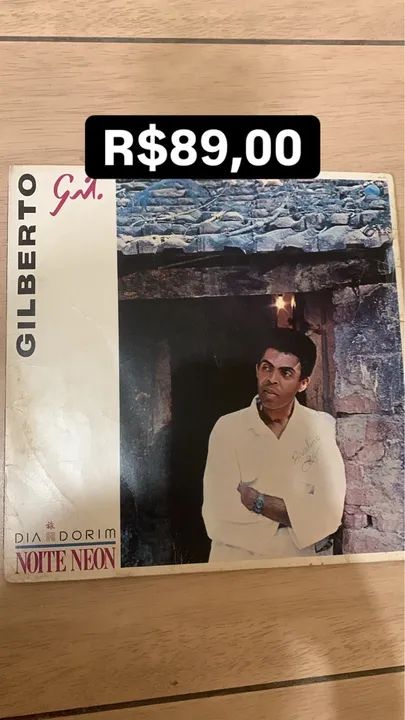 R$89,00
GILBERTO
Gil.
DIA DORIM
NOITE NEON